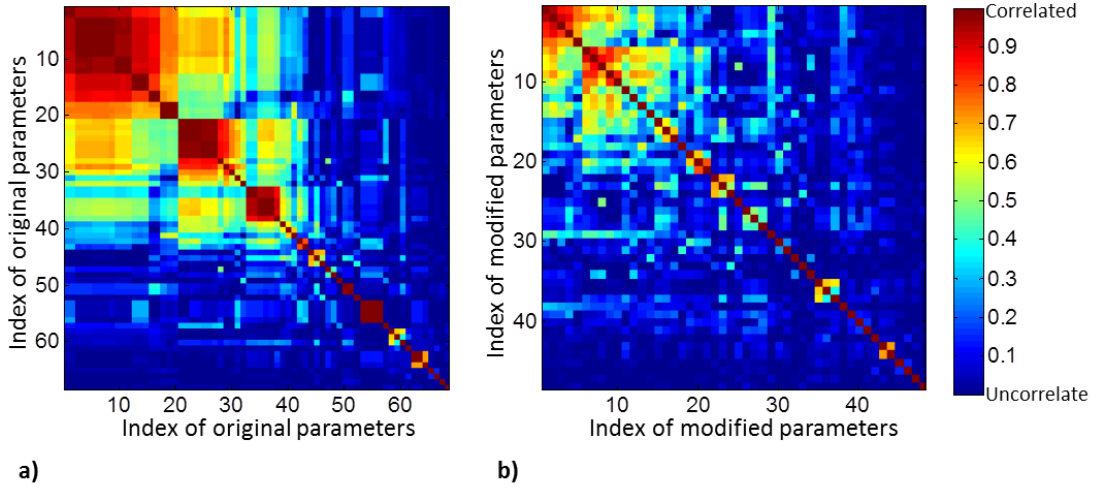 Index of original parameters
10
20
30
40
50
60
10 20 30 40 50 60
Index of original parameters
a)
Index of modified parameters
10
20
30
40
10 20 30 40
Index of modified parameters
b)
Correlated
0.9
0.8
0.7
0.6
0.5
0.4
0.3
0.2
0.1
Uncorrelate